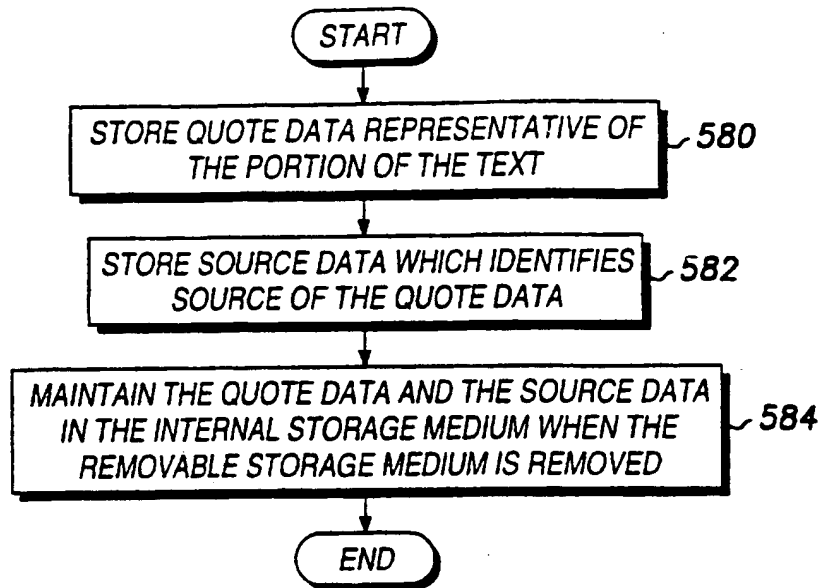 START
STORE QUOTE DATA REPRESENTATIVE OF
THE PORTION OF THE TEXT
580
STORE SOURCE DATA WHICH IDENTIFIES
SOURCE OF THE QUOTE DATA
582
MAINTAIN THE QUOTE DATA AND THE SOURCE DATA
IN THE INTERNAL STORAGE MEDIUM WHEN THE
REMOVABLE STORAGE MEDIUM IS REMOVED
584
END